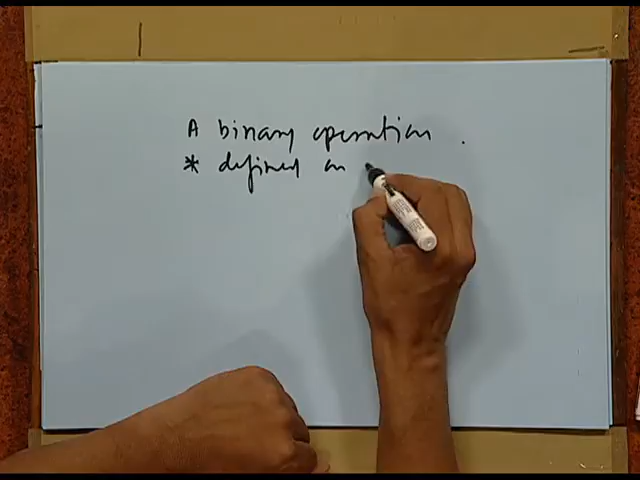 A binary operation .
* defined on